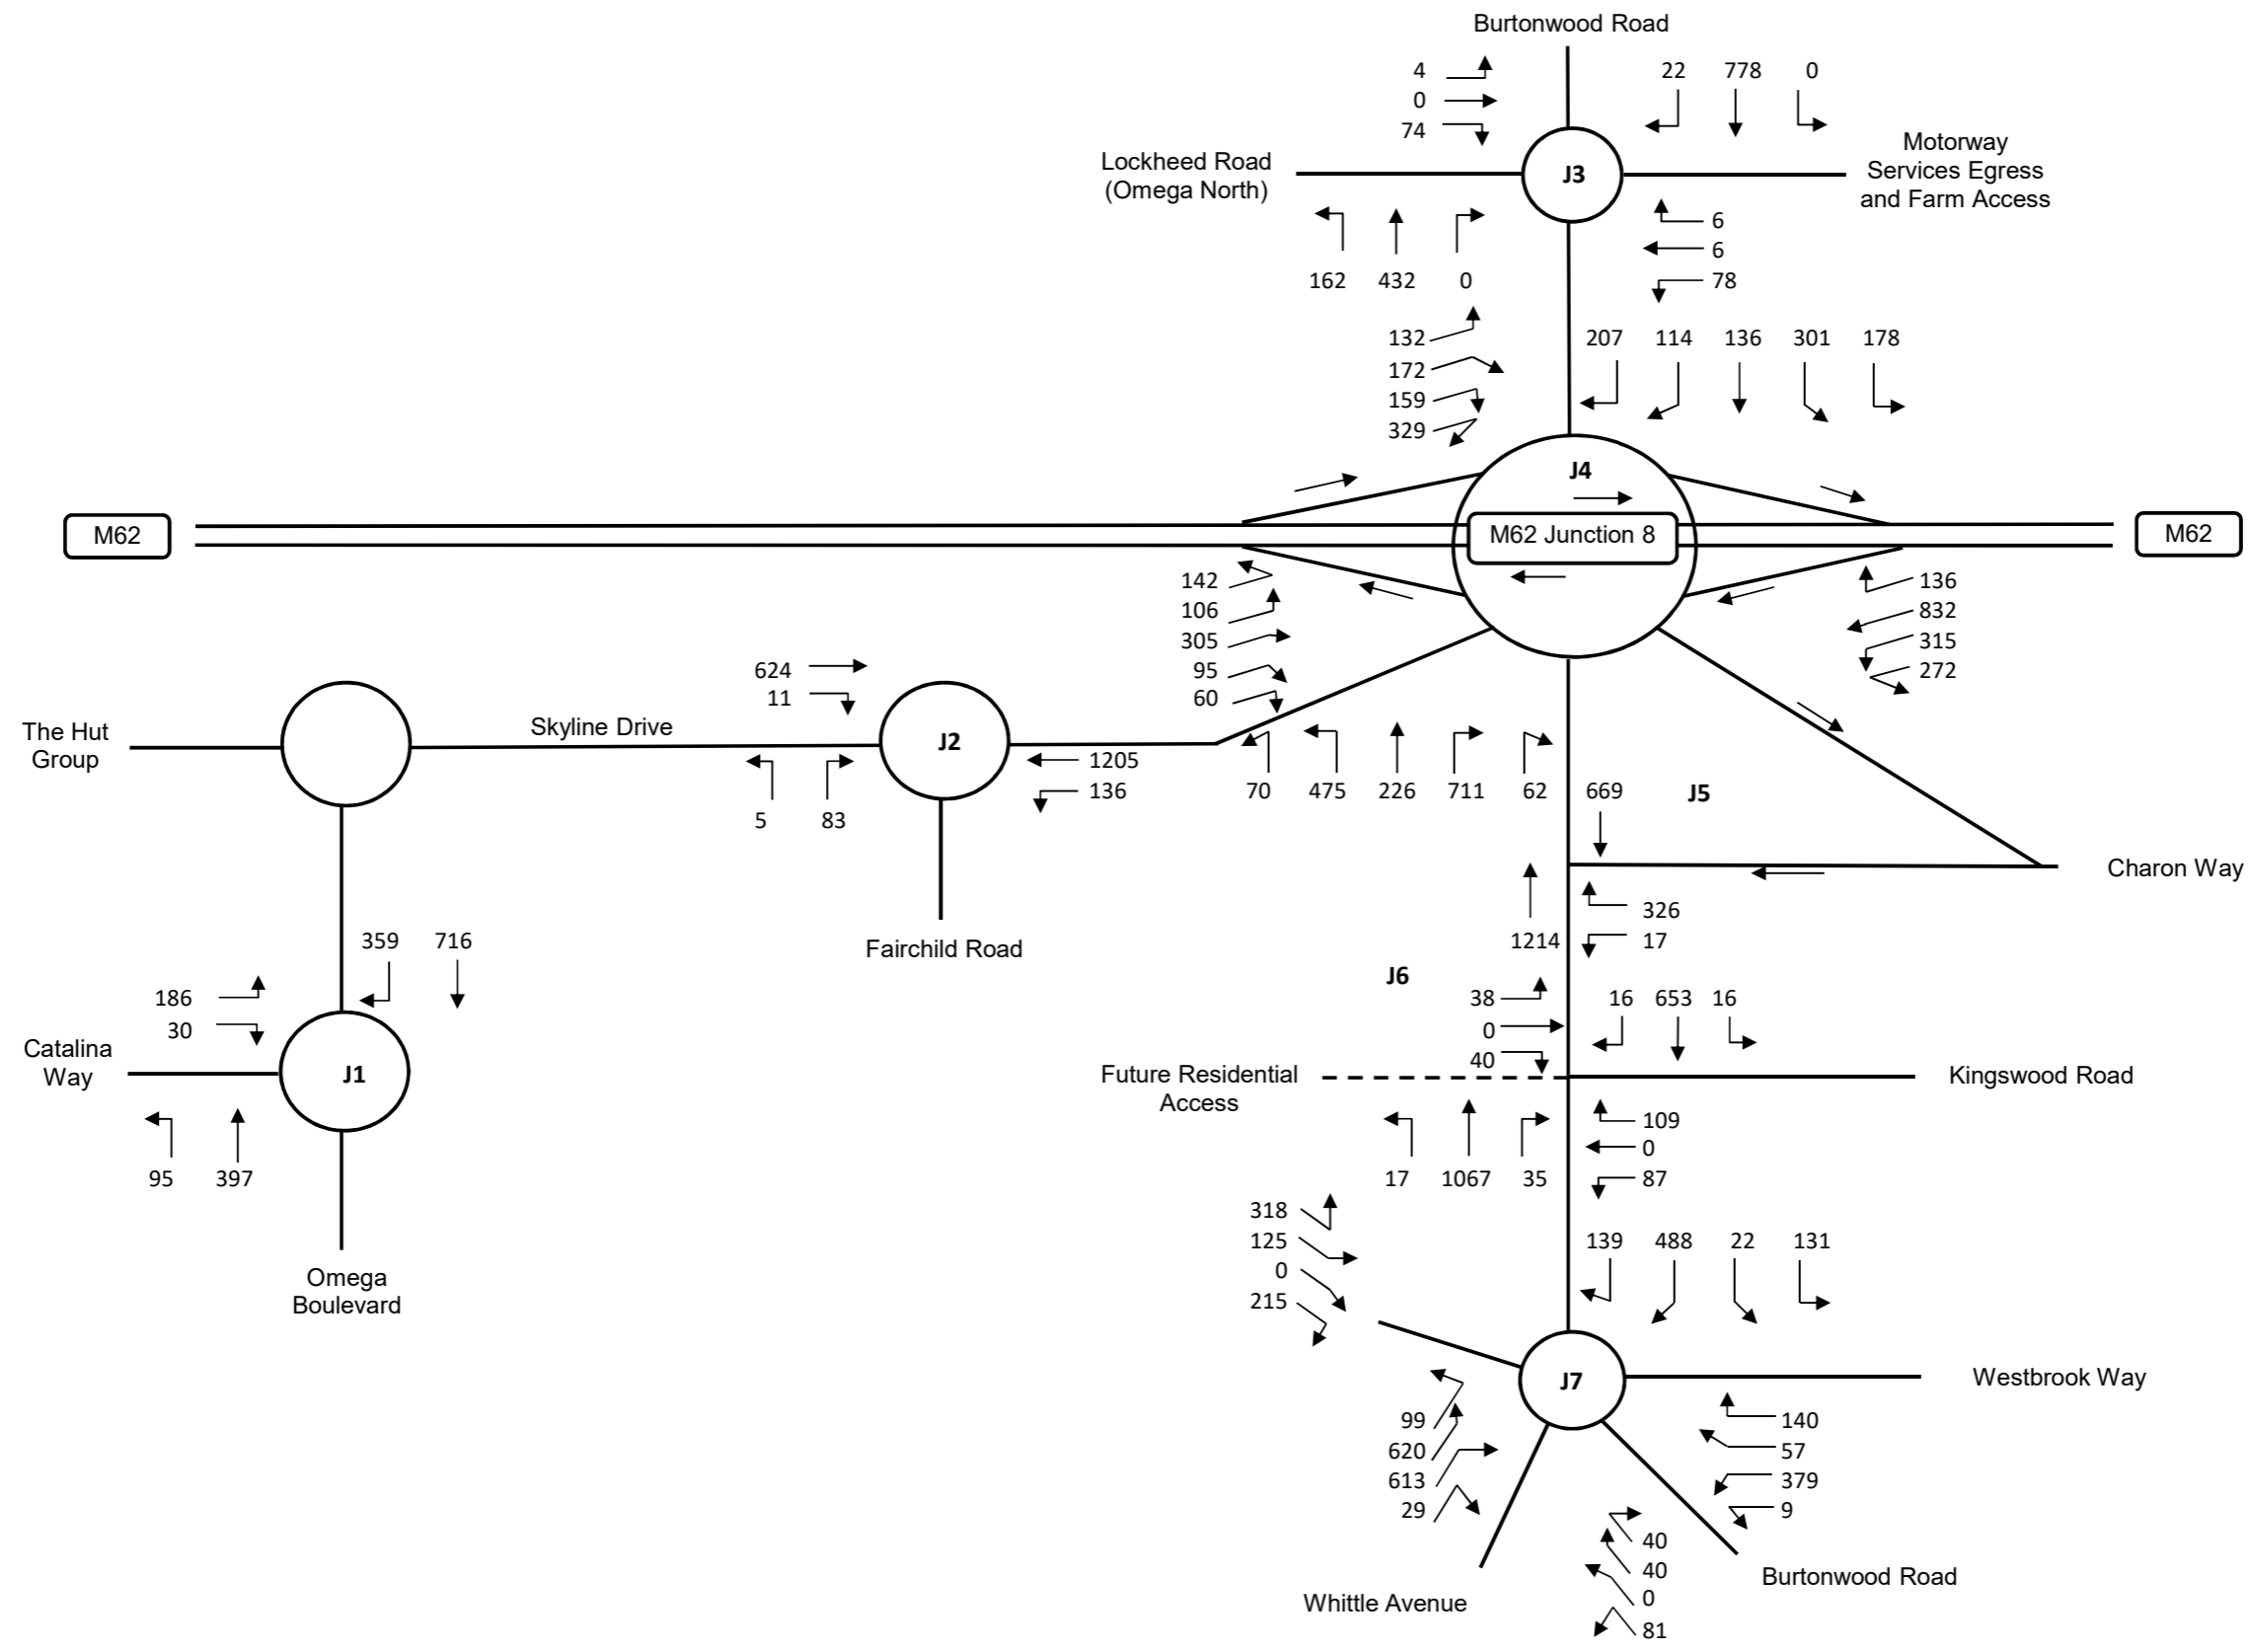 Burtonwood Road
4
22 778 0
0
74
Motorway
Services Egress
and Farm Access
Lockheed Road
(Omega North)
J3
6
6
162 432 0
78
132
207 114 136 301 178
172
159
329
J4
M62
M62 Junction 8
M62
142
136
106
832
305
315
95
272
60
624
11
The Hut
Group
Skyline Drive
J2
1205
136
70 475 226 711 62 669
J5
5 83
Charon Way
326
1214
17
Fairchild Road
359 716
J6
186
38
16 653 16
30
0
40
Catalina
Way
J1
Future Residential
Access
Kingswood Road
109
0
95 397
17 1067 35
87
318
125
139 488 22 131
0
215
Omega
Boulevard
J7
Westbrook Way
99
140
620
57
613
379
29
9
40
40
Burtonwood Road
0
Whittle Avenue
81